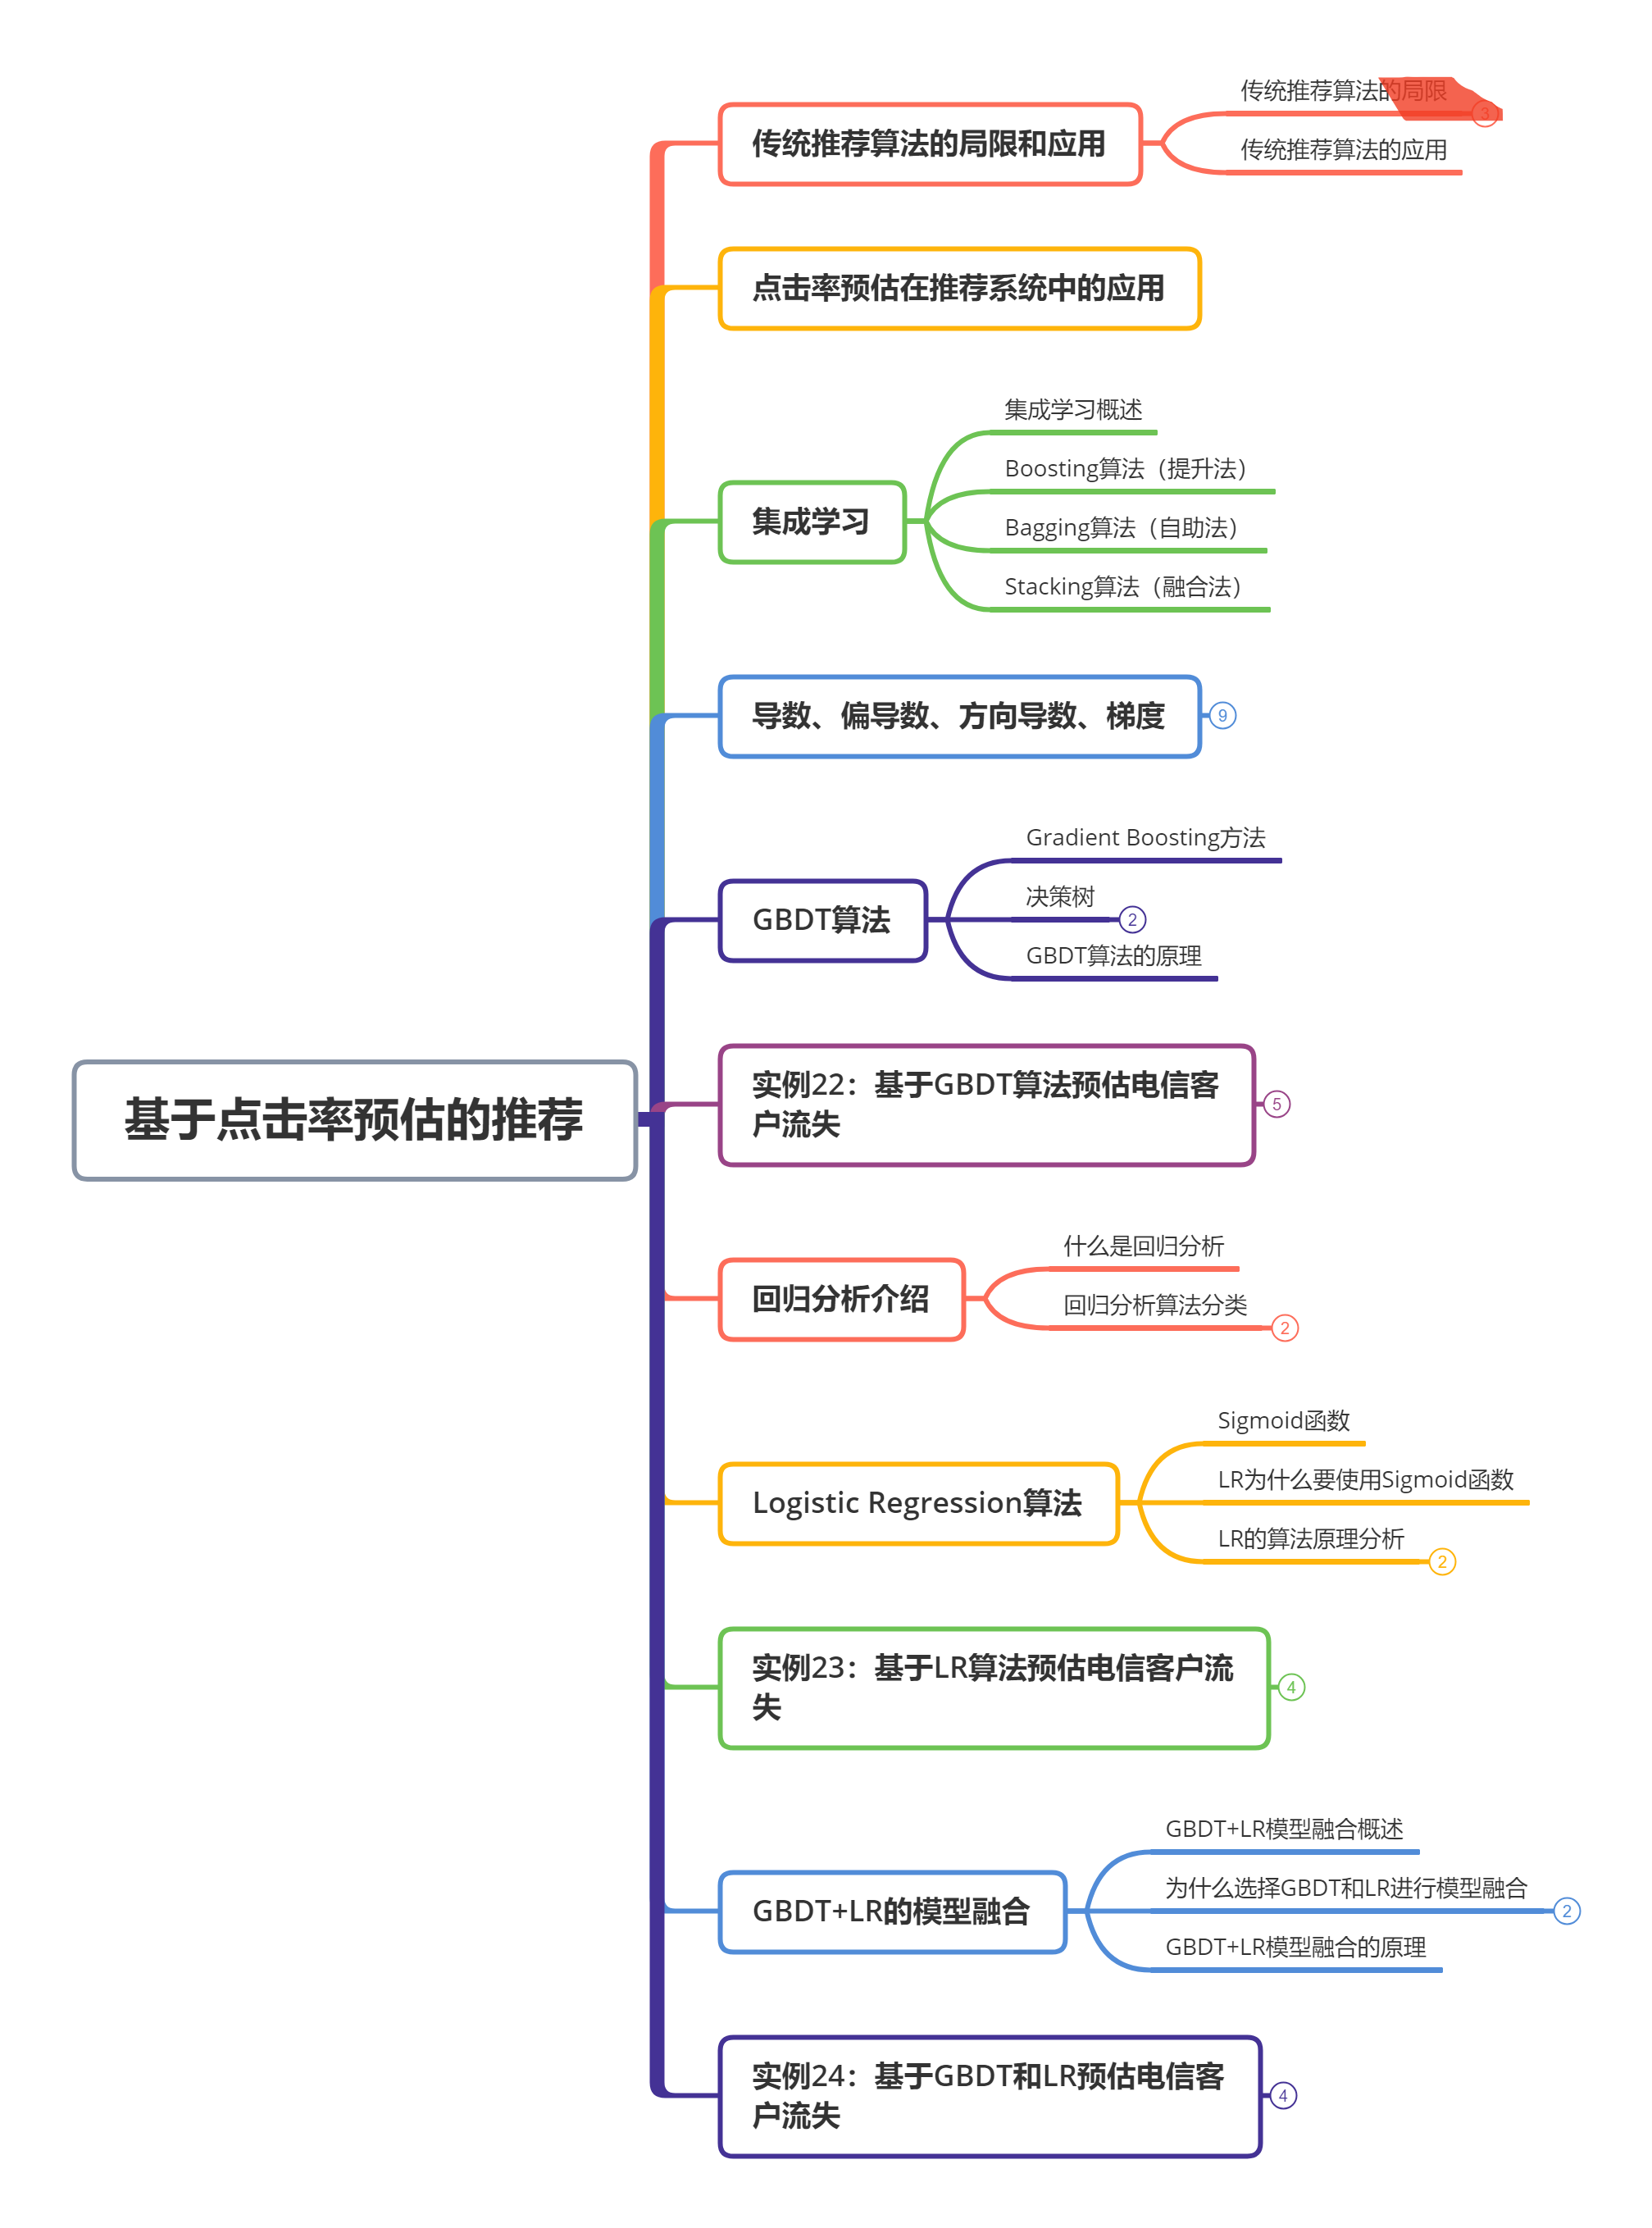 传统推荐算法的局限
3
传统推荐算法的局限和应用
传统推荐算法的应用
点击率预估在推荐系统中的应用
集成学习概述
Boosting算法（提升法）
集成学习
Bagging算法（自助法）
Stacking算法（融合法）
导数、偏导数、方向导数、梯度
9
Gradient Boosting方法
GBDT算法
决策树
2
GBDT算法的原理
实例22：基于GBDT算法预估电信客
户流失
5
基于点击率预估的推荐
什么是回归分析
回归分析介绍
回归分析算法分类
2
Sigmoid函数
Logistic Regression算法
LR为什么要使用Sigmoid函数
LR的算法原理分析
2
实例23：基于LR算法预估电信客户流
失
4
GBDT+LR模型融合概述
GBDT+LR的模型融合
为什么选择GBDT和LR进行模型融合
2
GBDT+LR模型融合的原理
实例24：基于GBDT和LR预估电信客
户流失
4